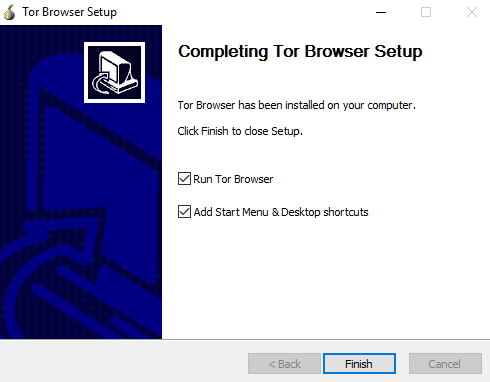 Tor Browser Setup
Completing Tor Browser Setup
Tor Browser has been installed on your computer.
Click Finish to close Setup.
Run Tor Browser
Add Start Menu & Desktop shortcuts
< Back
Finish
Cancel